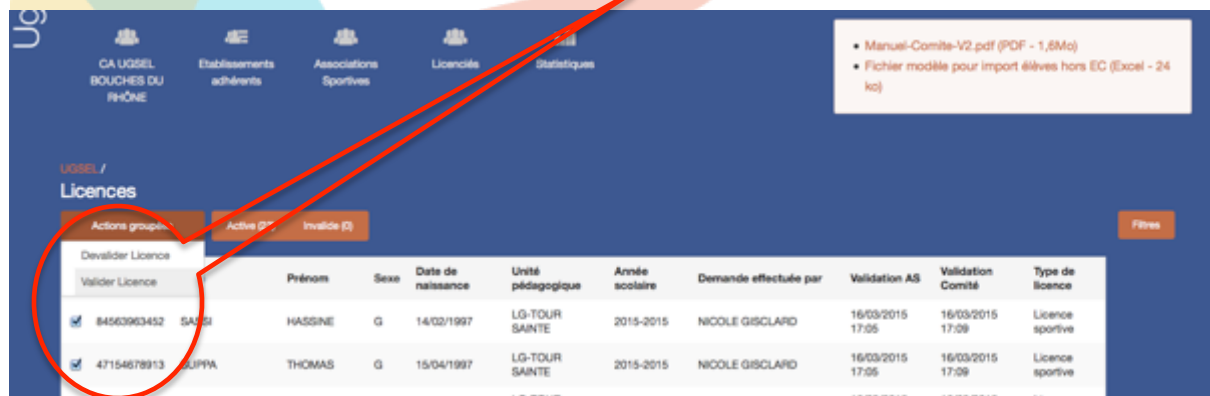 Ug
CA UGSEL
BOUCHES DU
RHÔNE
Etablissements
adhérents
Associations
Sportives
Licenciés
Statistiques
• Manuel-Comite-V2.pdf (PDF - 1,6Mo)
• Fichier modèle pour import élèves hors EC (Excel - 24
ko)
UGSEL /
Licences
Actions groupées Active Invalide (0) Filtres
Devalider Licence
Valider Licence
Prénom Sexe Date de naissance Unité pédagogique Année scolaire Demande effectuée par Validation AS Validation Comité Type de licence
84563963452 SASSI HASSINE G 14/02/1997 LG-TOUR SAINTE 2015-2015 NICOLE GISCLARD 16/03/2015 17:05 16/03/2015 17:09 Licence sportive
47154678913 THOMAS G 15/04/1997 LG-TOUR SAINTE 2015-2015 NICOLE GISCLARD 16/03/2015 17:05 16/03/2015 17:09 Licence sportive